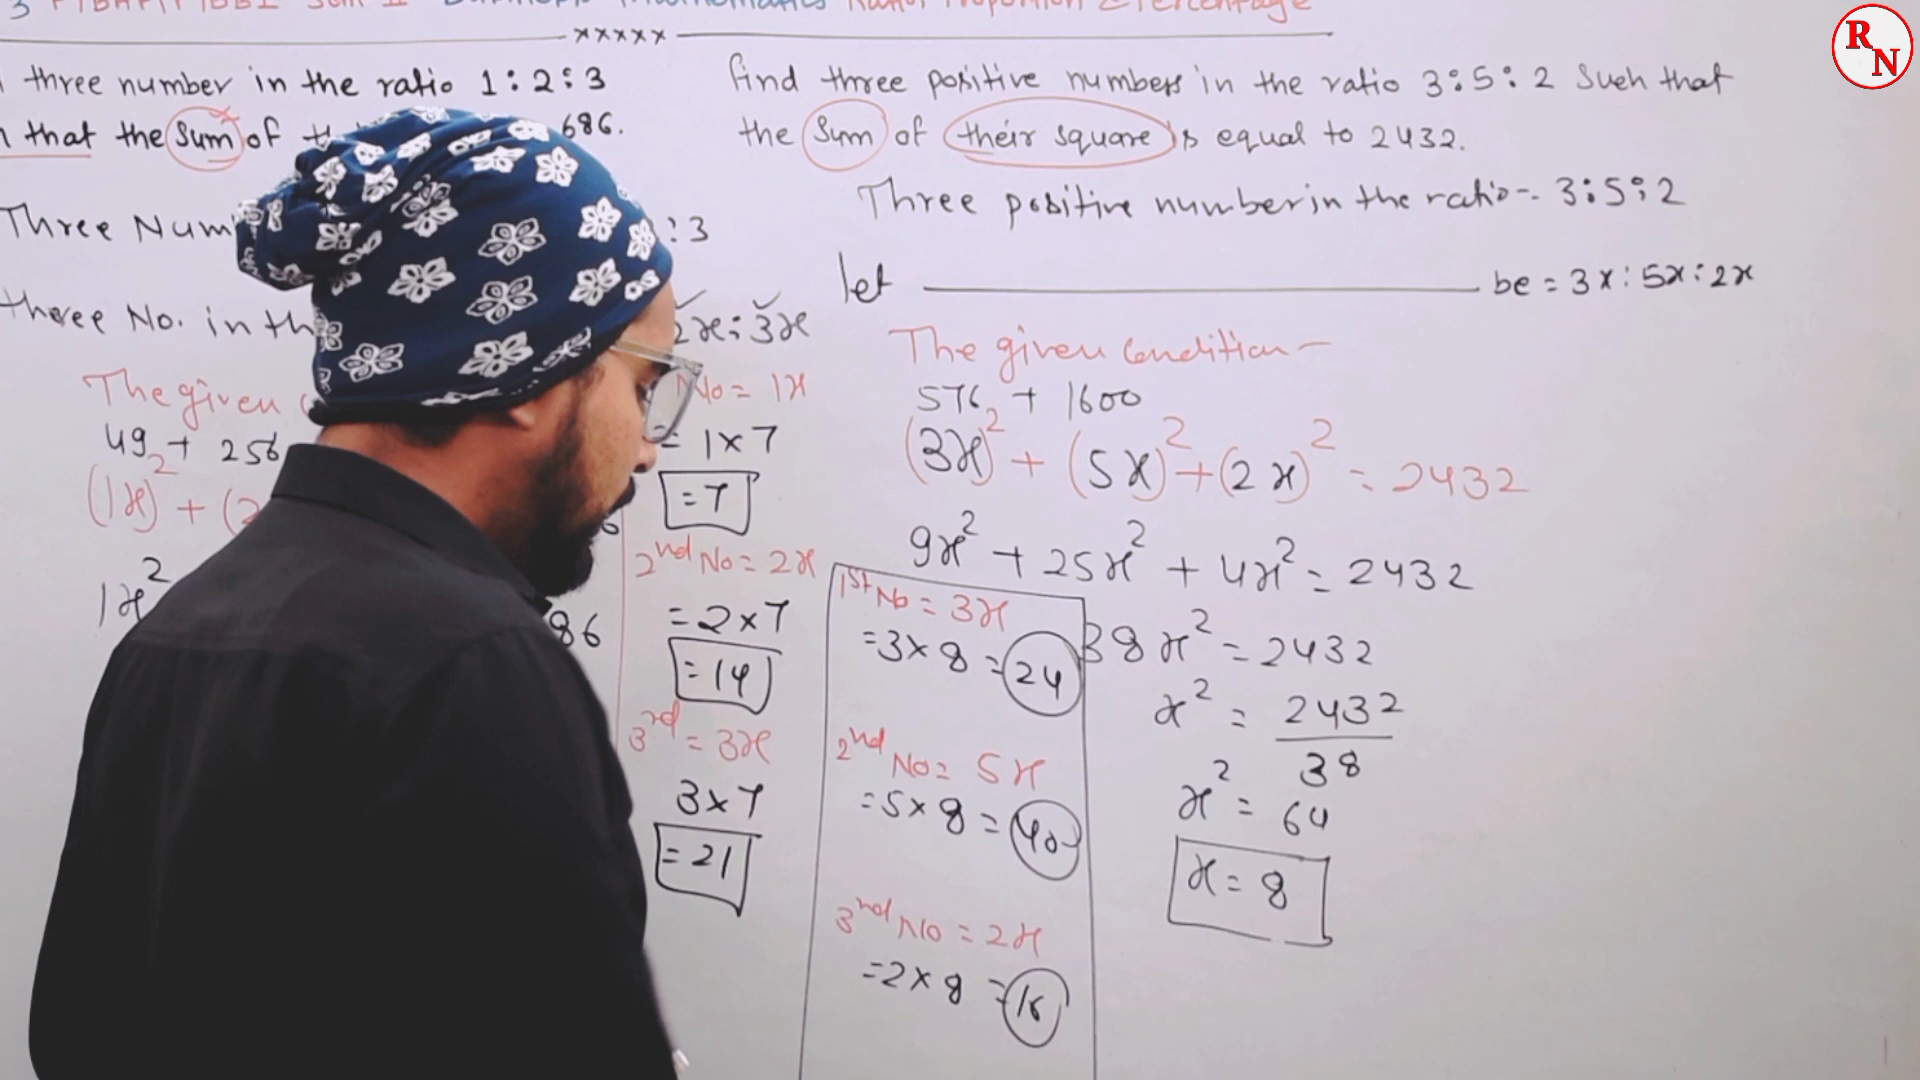 Business Mathematics Ratio, Proportion & Percentage
×××××
three number in the ratio 1:2:3
that the Sum of 686.
Three Num :3
three No. in th 2x:3x
The given
49 + 256
(1x)² + (2
1x²
86
No = 1x
= 1×7
=7
2nd No = 2x
=2×7
=14
3rd = 3x
3×7
=21
find three positive numbers in the ratio 3:5:2 Such that
the Sum of their square is equal to 2432.
Three positive number in the ratio-. 3:5:2
let be = 3x:5x:2x
The given Condition-
576 + 1600
(3x)² + (5x)²+(2x)² = 2432
9x² + 25x² + 4x² = 2432
38x² = 2432
x² = 2432
38
x² = 64
x = 8
1st No = 3x
=3×8 =24
2nd No = 5x
=5×8 =40
3rd No = 2x
=2×8 =16
RN